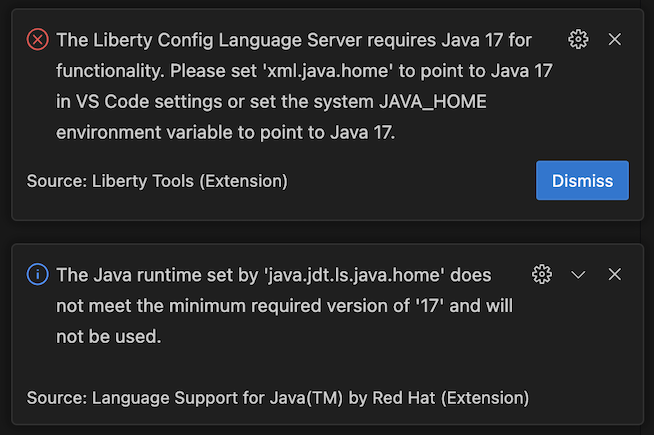 The Liberty Config Language Server requires Java 17 for
functionality. Please set 'xml.java.home' to point to Java 17
in VS Code settings or set the system JAVA_HOME
environment variable to point to Java 17.
Source: Liberty Tools (Extension)
Dismiss
The Java runtime set by 'java.jdt.ls.java.home' does
not meet the minimum required version of '17' and will
not be used.
Source: Language Support for Java(TM) by Red Hat (Extension)